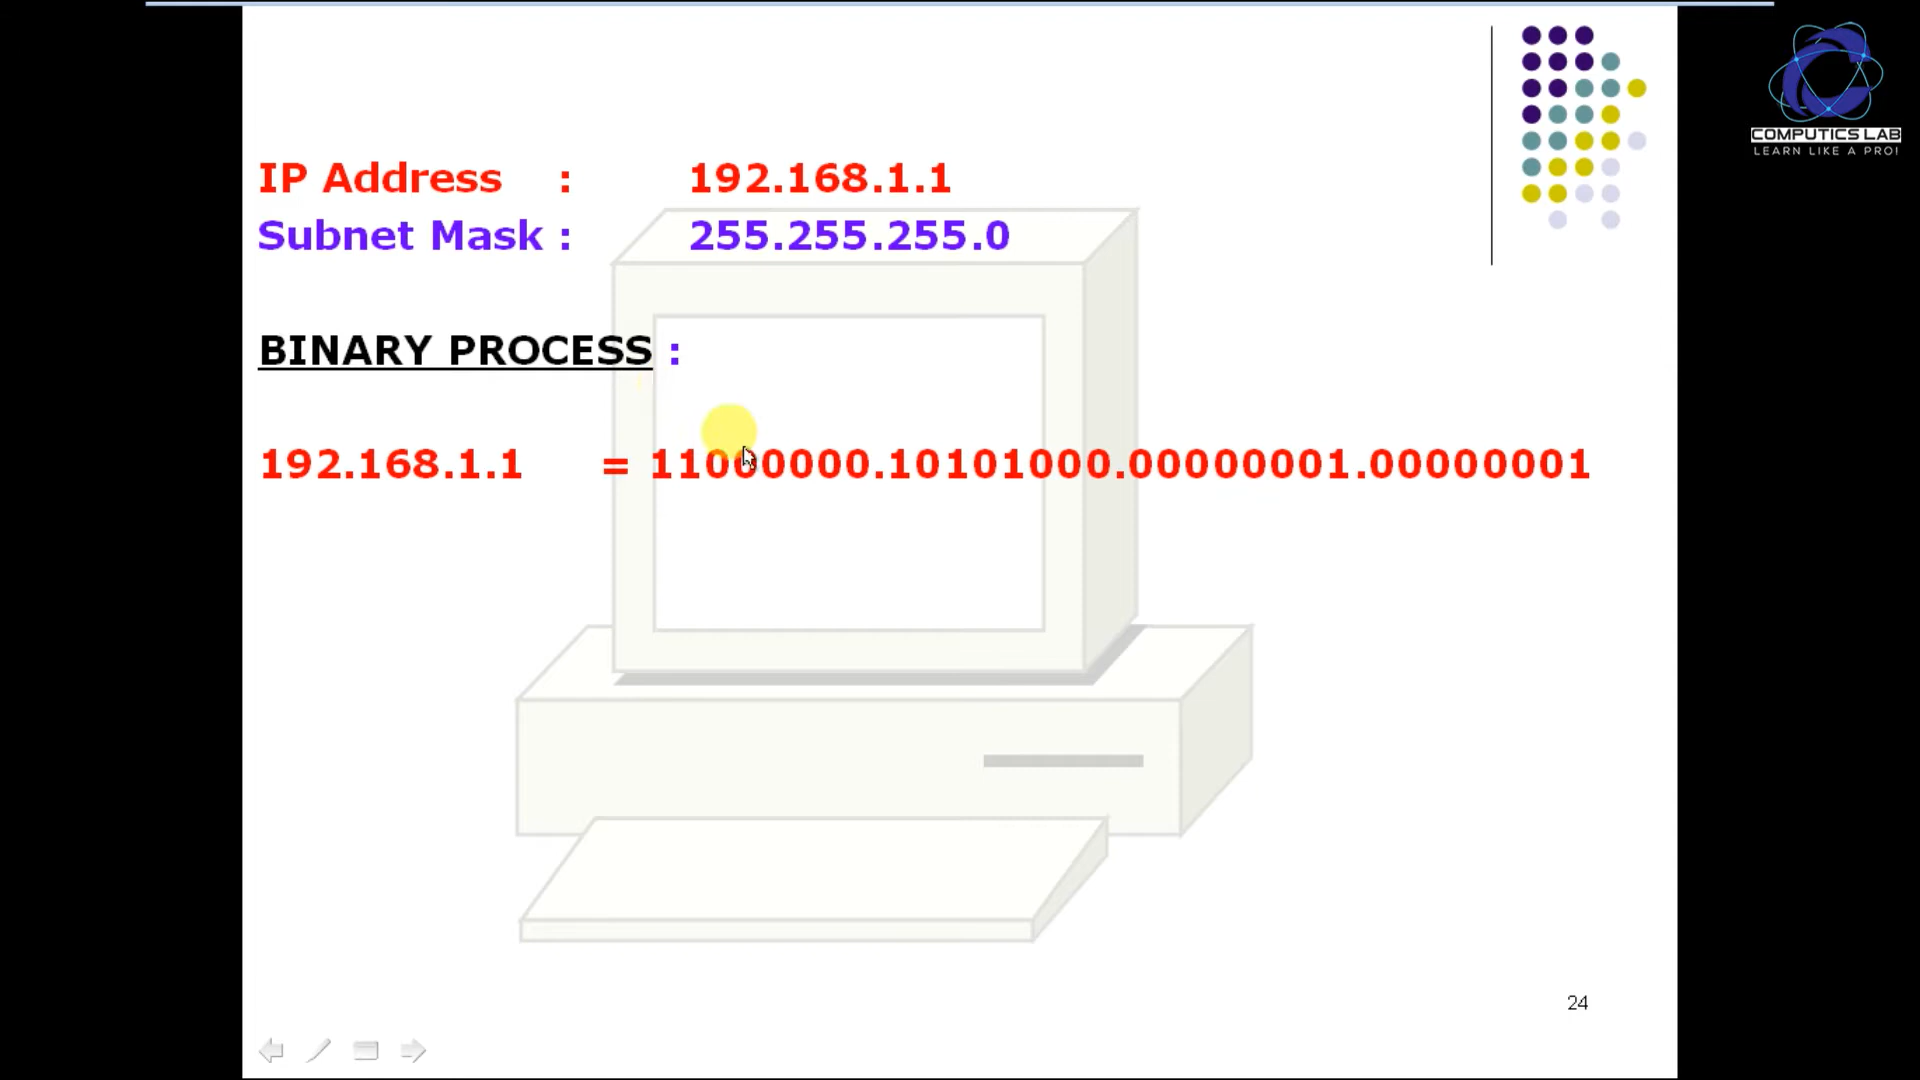 COMPUTICS LAB
LEARN LIKE A PRO!
IP Address : 192.168.1.1
Subnet Mask : 255.255.255.0
BINARY PROCESS :
192.168.1.1 = 11000000.10101000.00000001.00000001
24